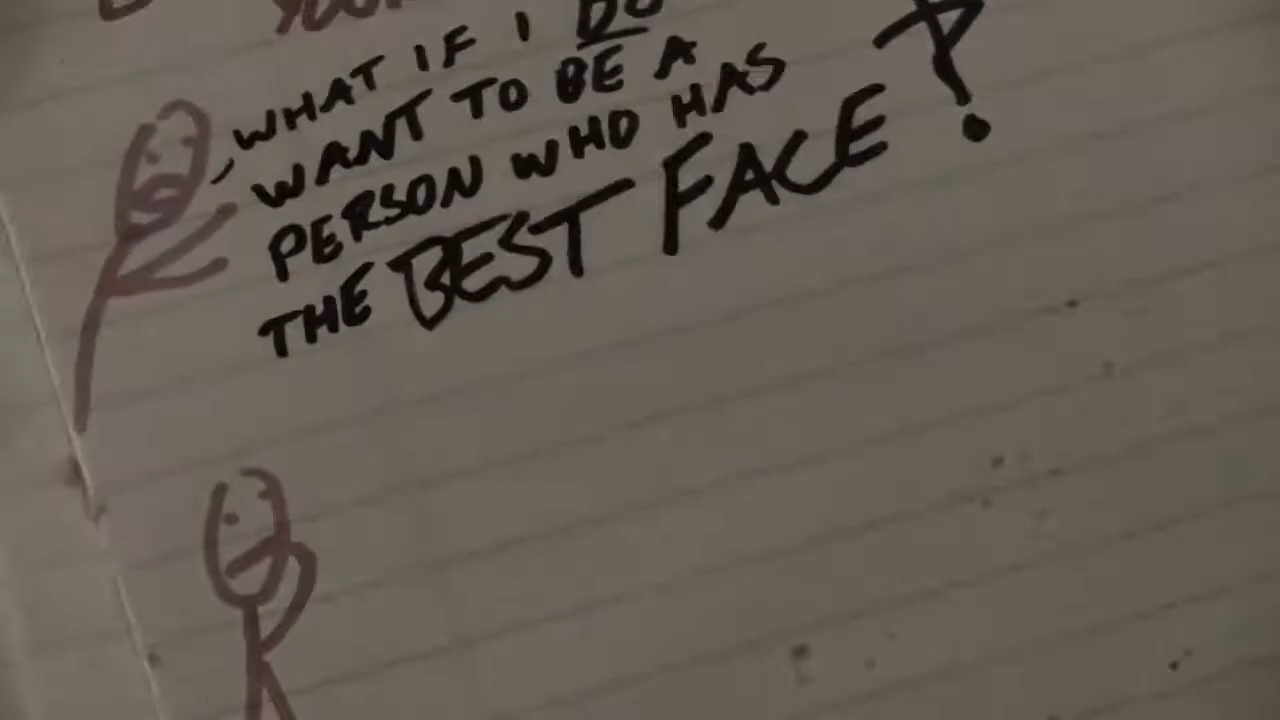 WHAT IF I DO
WANT TO BE A
PERSON WHO HAS
THE BEST FACE?